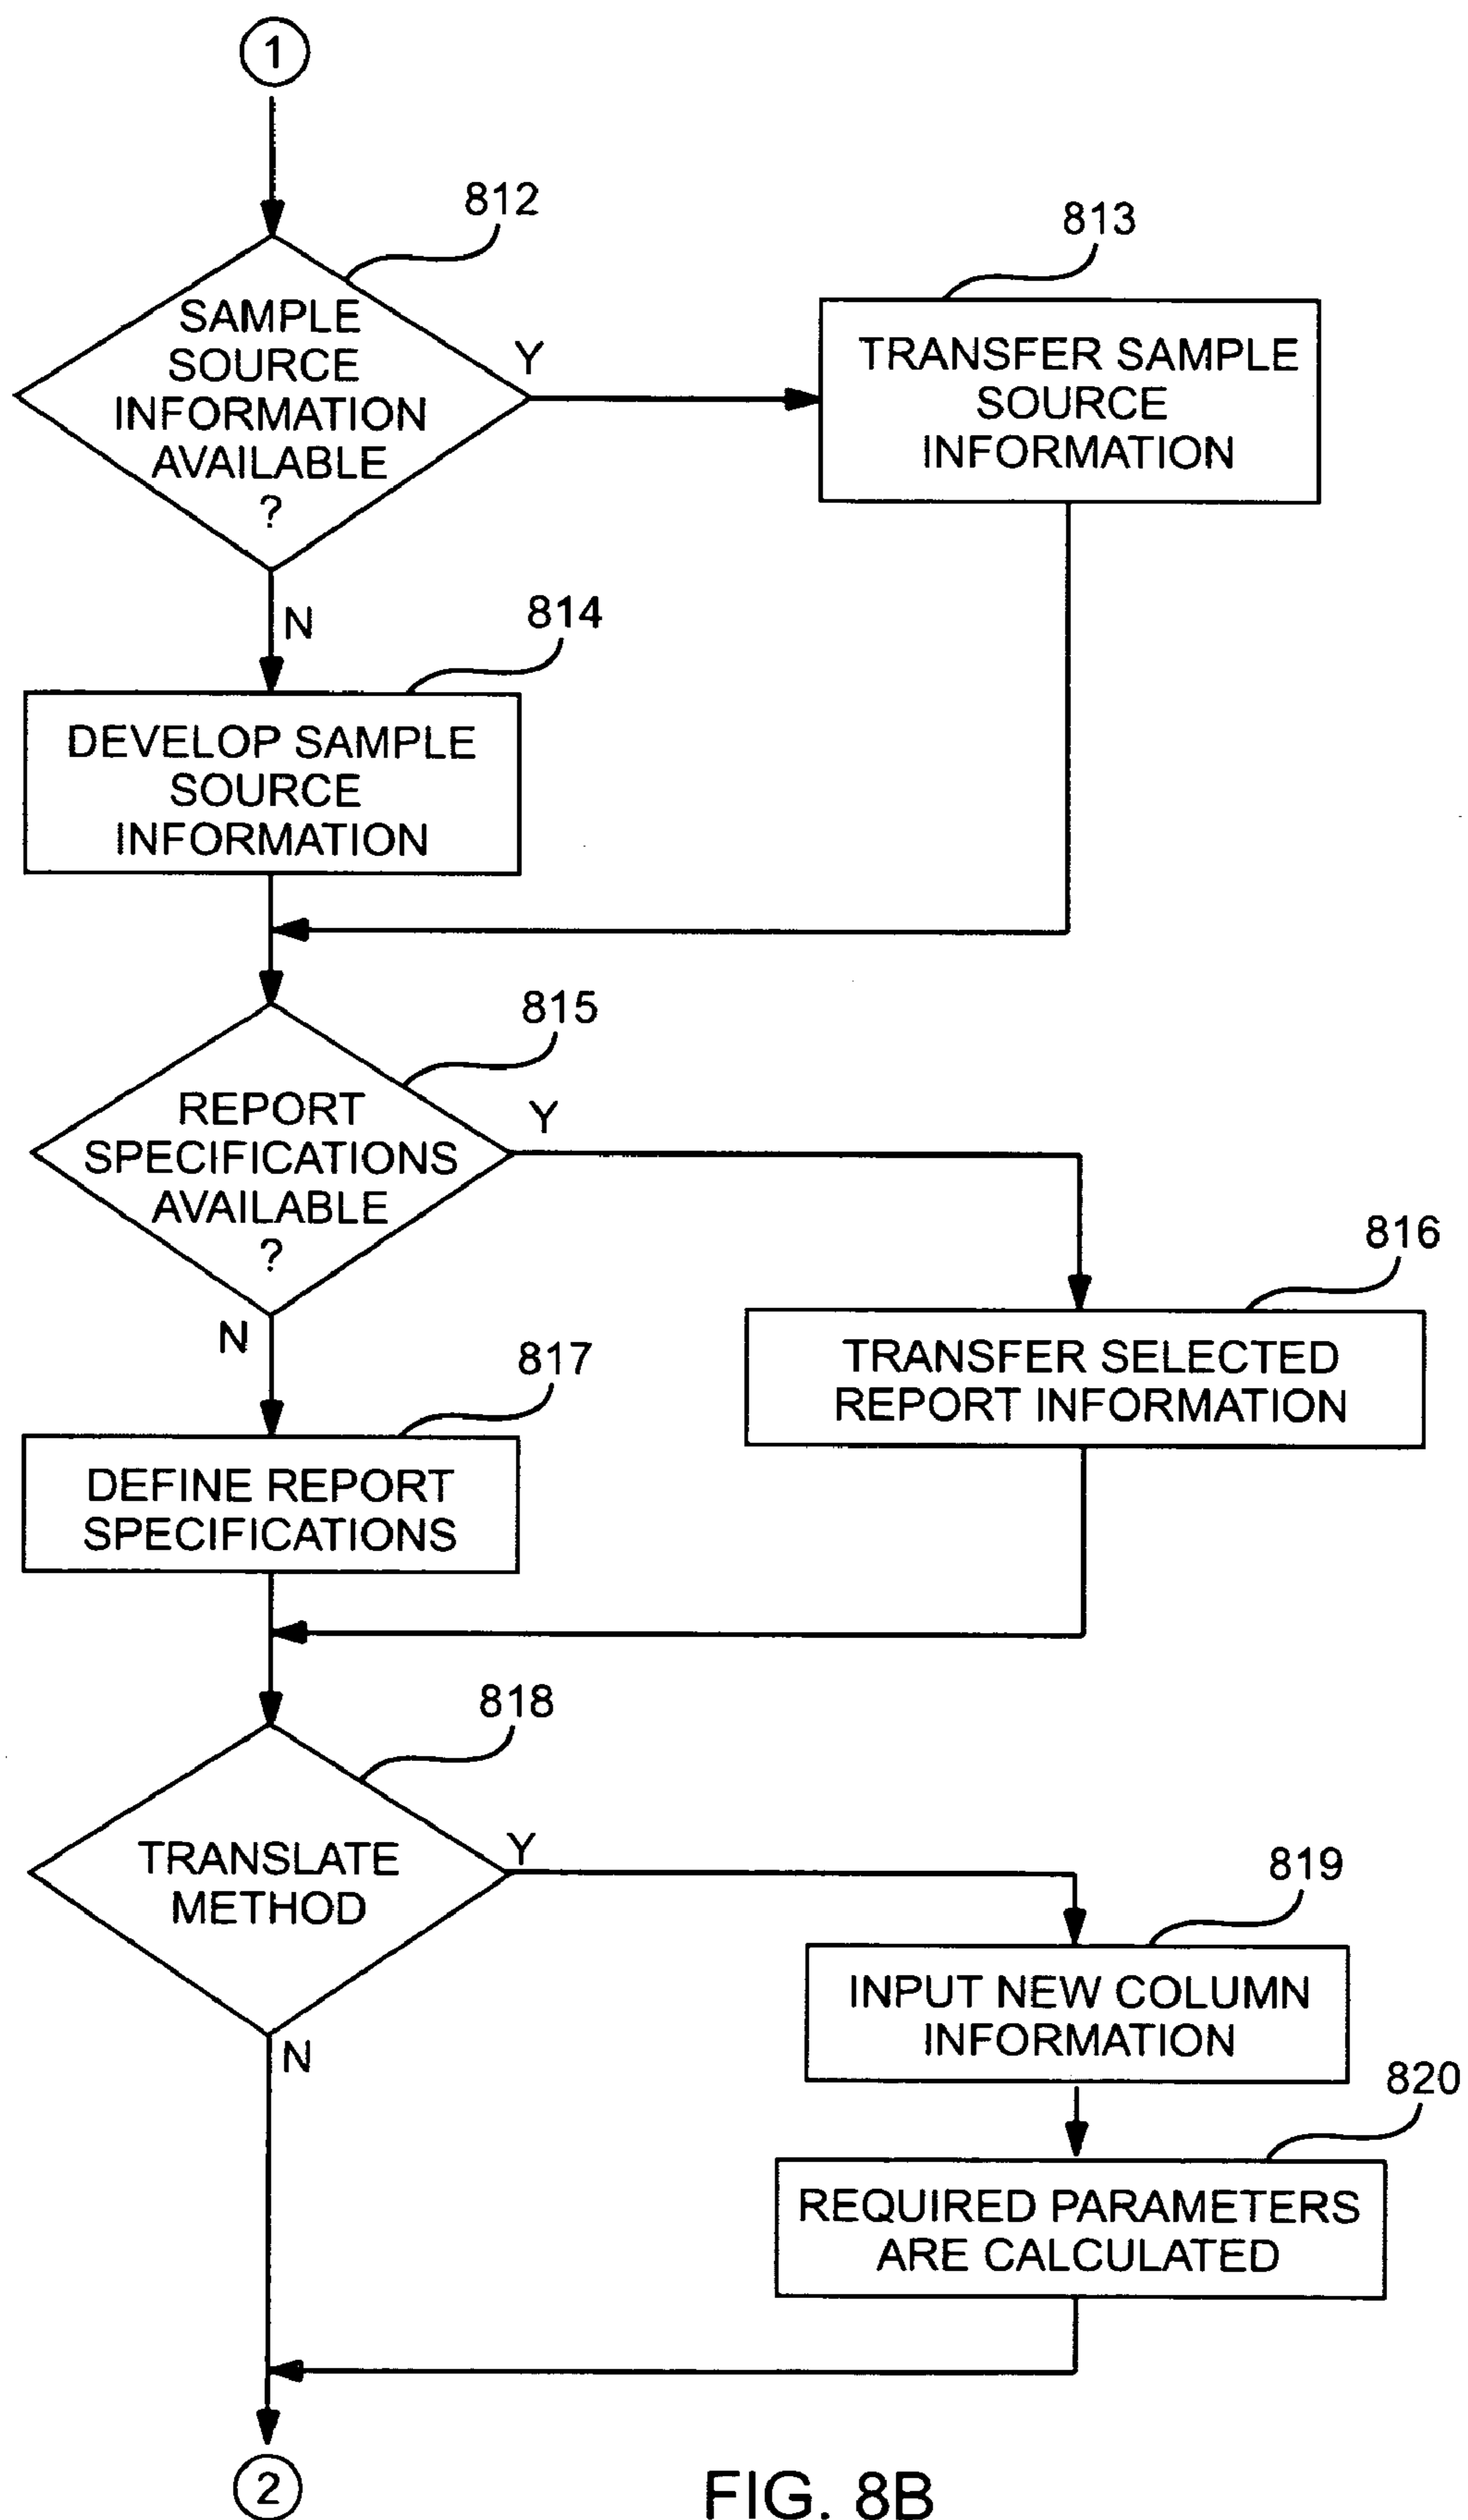 1
812
SAMPLE
SOURCE
INFORMATION
AVAILABLE
?
Y
813
TRANSFER SAMPLE
SOURCE
INFORMATION
N
814
DEVELOP SAMPLE
SOURCE
INFORMATION
815
REPORT
SPECIFICATIONS
AVAILABLE
?
Y
816
TRANSFER SELECTED
REPORT INFORMATION
N
817
DEFINE REPORT
SPECIFICATIONS
818
TRANSLATE
METHOD
Y
819
INPUT NEW COLUMN
INFORMATION
N
820
REQUIRED PARAMETERS
ARE CALCULATED
2
FIG. 8B